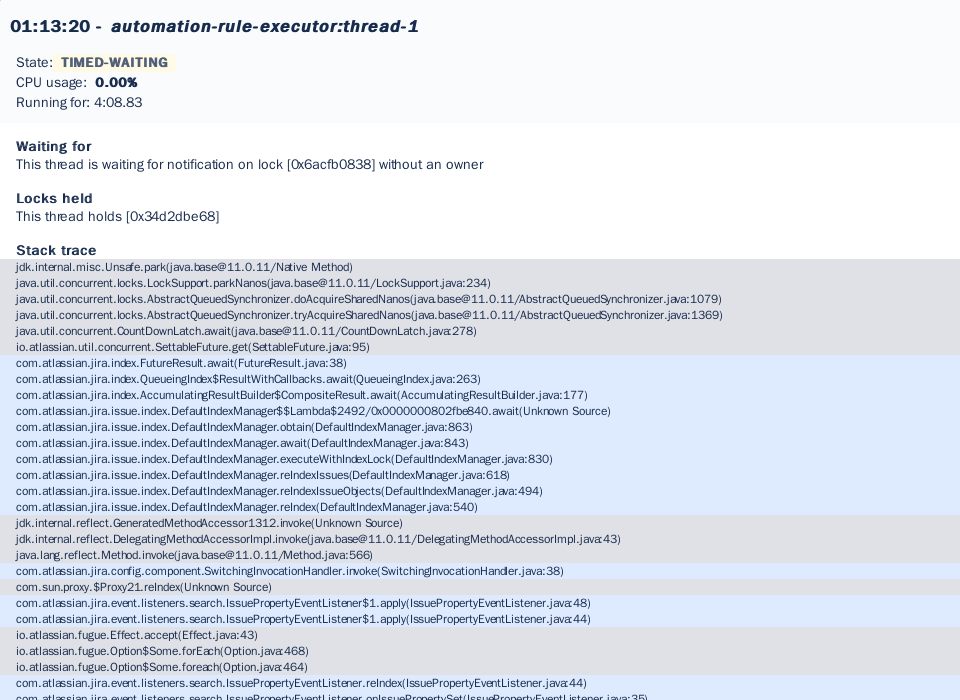 01:13:20 - automation-rule-executor:thread-1
State: TIMED-WAITING
CPU usage: 0.00%
Running for: 4:08.83
Waiting for
This thread is waiting for notification on lock [0x6acfb0838] without an owner
Locks held
This thread holds [0x34d2dbe68]
Stack trace
jdk.internal.misc.Unsafe.park(java.base@11.0.11/Native Method)
java.util.concurrent.locks.LockSupport.parkNanos(java.base@11.0.11/LockSupport.java:234)
java.util.concurrent.locks.AbstractQueuedSynchronizer.doAcquireSharedNanos(java.base@11.0.11/AbstractQueuedSynchronizer.java:1079)
java.util.concurrent.locks.AbstractQueuedSynchronizer.tryAcquireSharedNanos(java.base@11.0.11/AbstractQueuedSynchronizer.java:1369)
java.util.concurrent.CountDownLatch.await(java.base@11.0.11/CountDownLatch.java:278)
io.atlassian.util.concurrent.SettableFuture.get(SettableFuture.java:95)
com.atlassian.jira.index.FutureResult.await(FutureResult.java:38)
com.atlassian.jira.index.QueueingIndex$ResultWithCallbacks.await(QueueingIndex.java:263)
com.atlassian.jira.index.AccumulatingResultBuilder$CompositeResult.await(AccumulatingResultBuilder.java:177)
com.atlassian.jira.issue.index.DefaultIndexManager$$Lambda$2492/0x0000000802fbe840.await(Unknown Source)
com.atlassian.jira.issue.index.DefaultIndexManager.obtain(DefaultIndexManager.java:863)
com.atlassian.jira.issue.index.DefaultIndexManager.await(DefaultIndexManager.java:843)
com.atlassian.jira.issue.index.DefaultIndexManager.executeWithIndexLock(DefaultIndexManager.java:830)
com.atlassian.jira.issue.index.DefaultIndexManager.reIndexIssues(DefaultIndexManager.java:618)
com.atlassian.jira.issue.index.DefaultIndexManager.reIndexIssueObjects(DefaultIndexManager.java:494)
com.atlassian.jira.issue.index.DefaultIndexManager.reIndex(DefaultIndexManager.java:540)
jdk.internal.reflect.GeneratedMethodAccessor1312.invoke(Unknown Source)
jdk.internal.reflect.DelegatingMethodAccessorImpl.invoke(java.base@11.0.11/DelegatingMethodAccessorImpl.java:43)
java.lang.reflect.Method.invoke(java.base@11.0.11/Method.java:566)
com.atlassian.jira.config.component.SwitchingInvocationHandler.invoke(SwitchingInvocationHandler.java:38)
com.sun.proxy.$Proxy21.reIndex(Unknown Source)
com.atlassian.jira.event.listeners.search.IssuePropertyEventListener$1.apply(IssuePropertyEventListener.java:48)
com.atlassian.jira.event.listeners.search.IssuePropertyEventListener$1.apply(IssuePropertyEventListener.java:44)
io.atlassian.fugue.Effect.accept(Effect.java:43)
io.atlassian.fugue.Option$Some.forEach(Option.java:468)
io.atlassian.fugue.Option$Some.foreach(Option.java:464)
com.atlassian.jira.event.listeners.search.IssuePropertyEventListener.reIndex(IssuePropertyEventListener.java:44)
com.atlassian.jira.event.listeners.search.IssuePropertyEventListener.onIssuePropertySet(IssuePropertyEventListener.java:35)